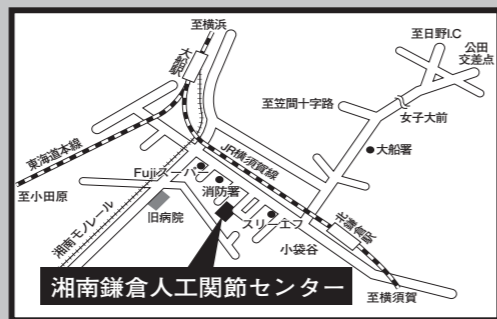 至横浜
大船駅
至日野I.C
公田
交差点
至笠間十字路
女子大前
大船署
東海道本線
JR横須賀線
Fujiスーパー
消防署
至小田原
旧病院
スリーエフ
北鎌倉駅
湘南モノレール
小袋谷
湘南鎌倉人工関節センター
至横須賀